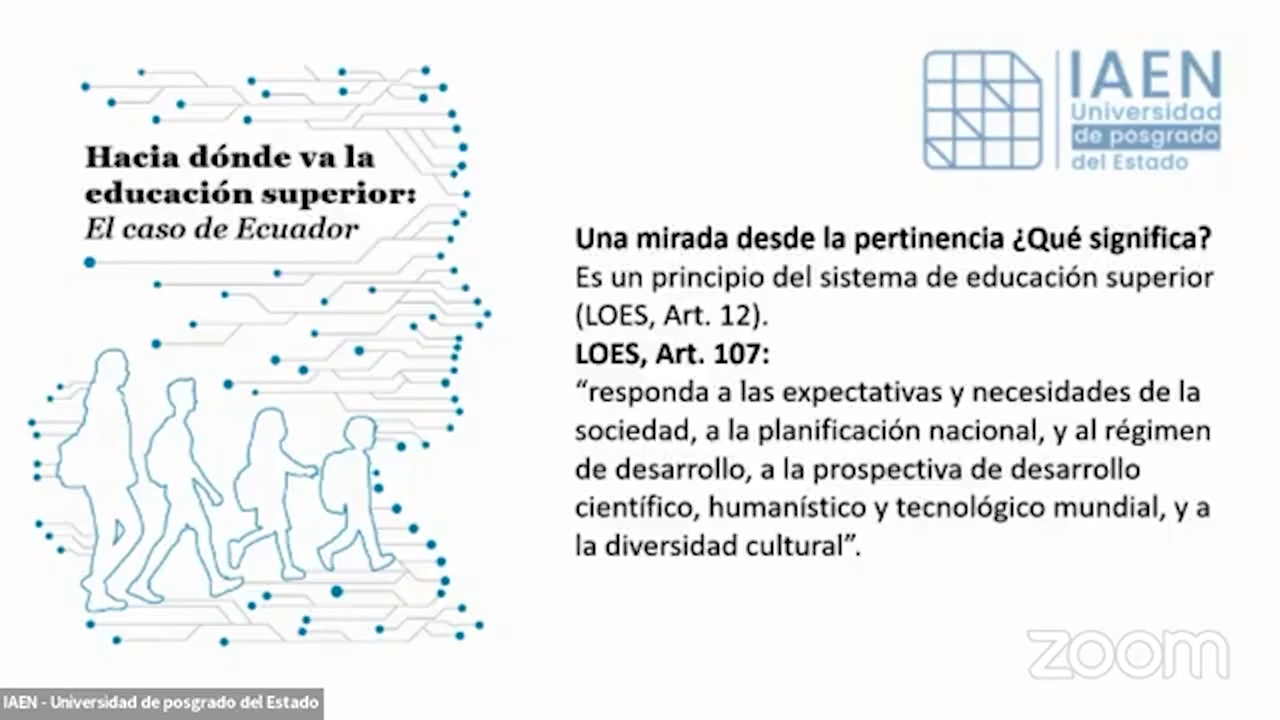 Hacia dónde va la
educación superior:
El caso de Ecuador
IAEN
Universidad
de posgrado
del Estado
Una mirada desde la pertinencia ¿Qué significa?
Es un principio del sistema de educación superior
(LOES, Art. 12).
LOES, Art. 107:
“responda a las expectativas y necesidades de la
sociedad, a la planificación nacional, y al régimen
de desarrollo, a la prospectiva de desarrollo
científico, humanístico y tecnológico mundial, y a
la diversidad cultural”.
zoom
IAEN - Universidad de posgrado del Estado